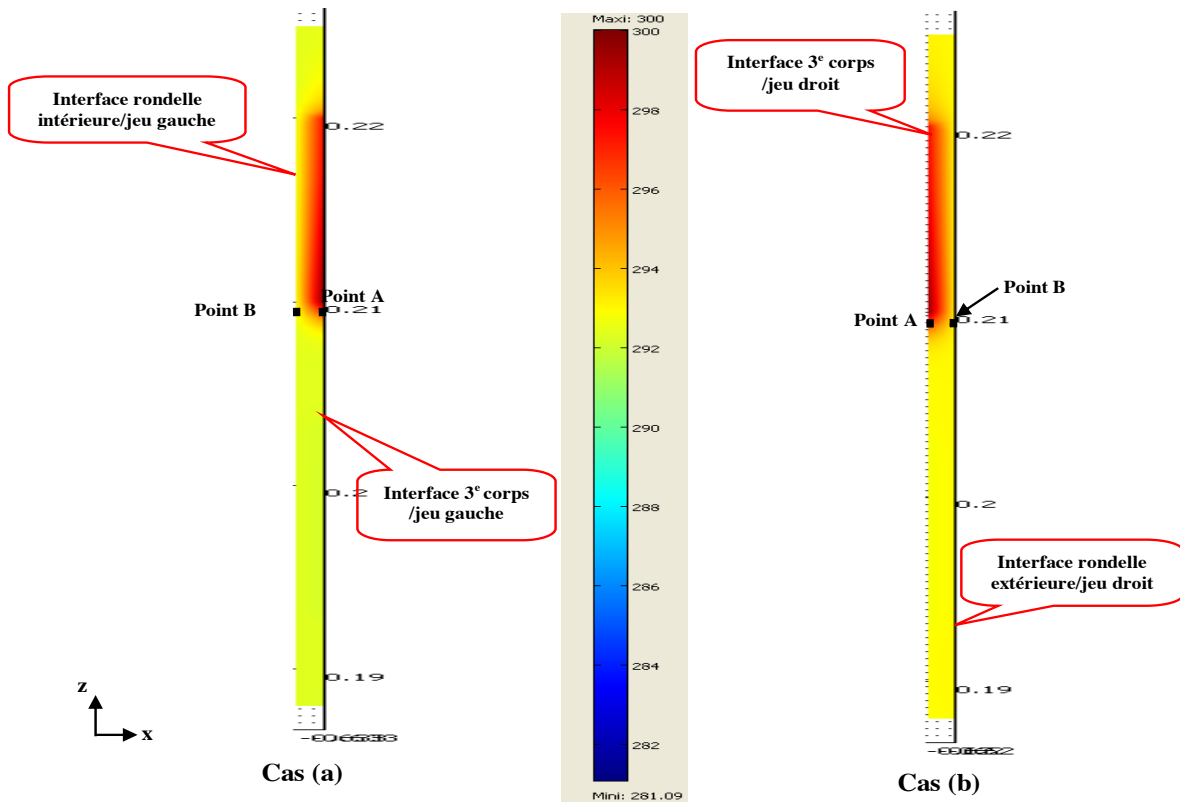 Interface rondelle
intérieure/jeu gauche
0.22
Point B
Point A
0.21
0.2
Interface 3e corps
/jeu gauche
0.19
z
x
Cas (a)
Maxi: 300
300
298
296
294
292
290
288
286
284
282
Mini: 281.09
Interface 3e corps
/jeu droit
0.22
Point B
Point A
0.21
0.2
Interface rondelle
extérieure/jeu droit
0.19
Cas (b)